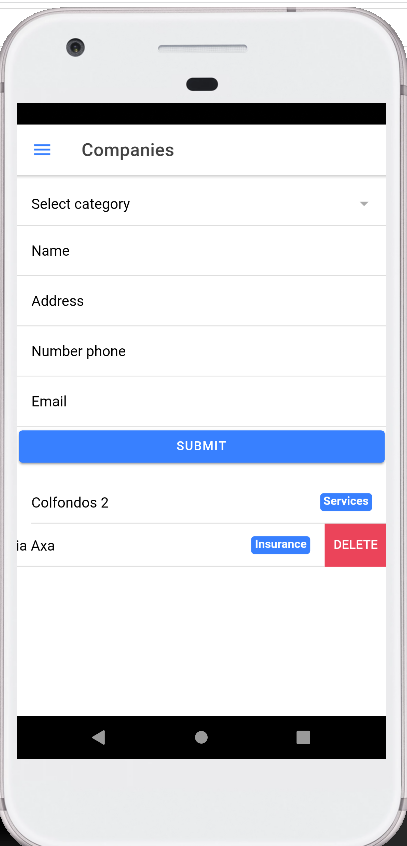 Companies
Select category
Name
Address
Number phone
Email
SUBMIT
Colfondos 2 Services
ia Axa Insurance DELETE